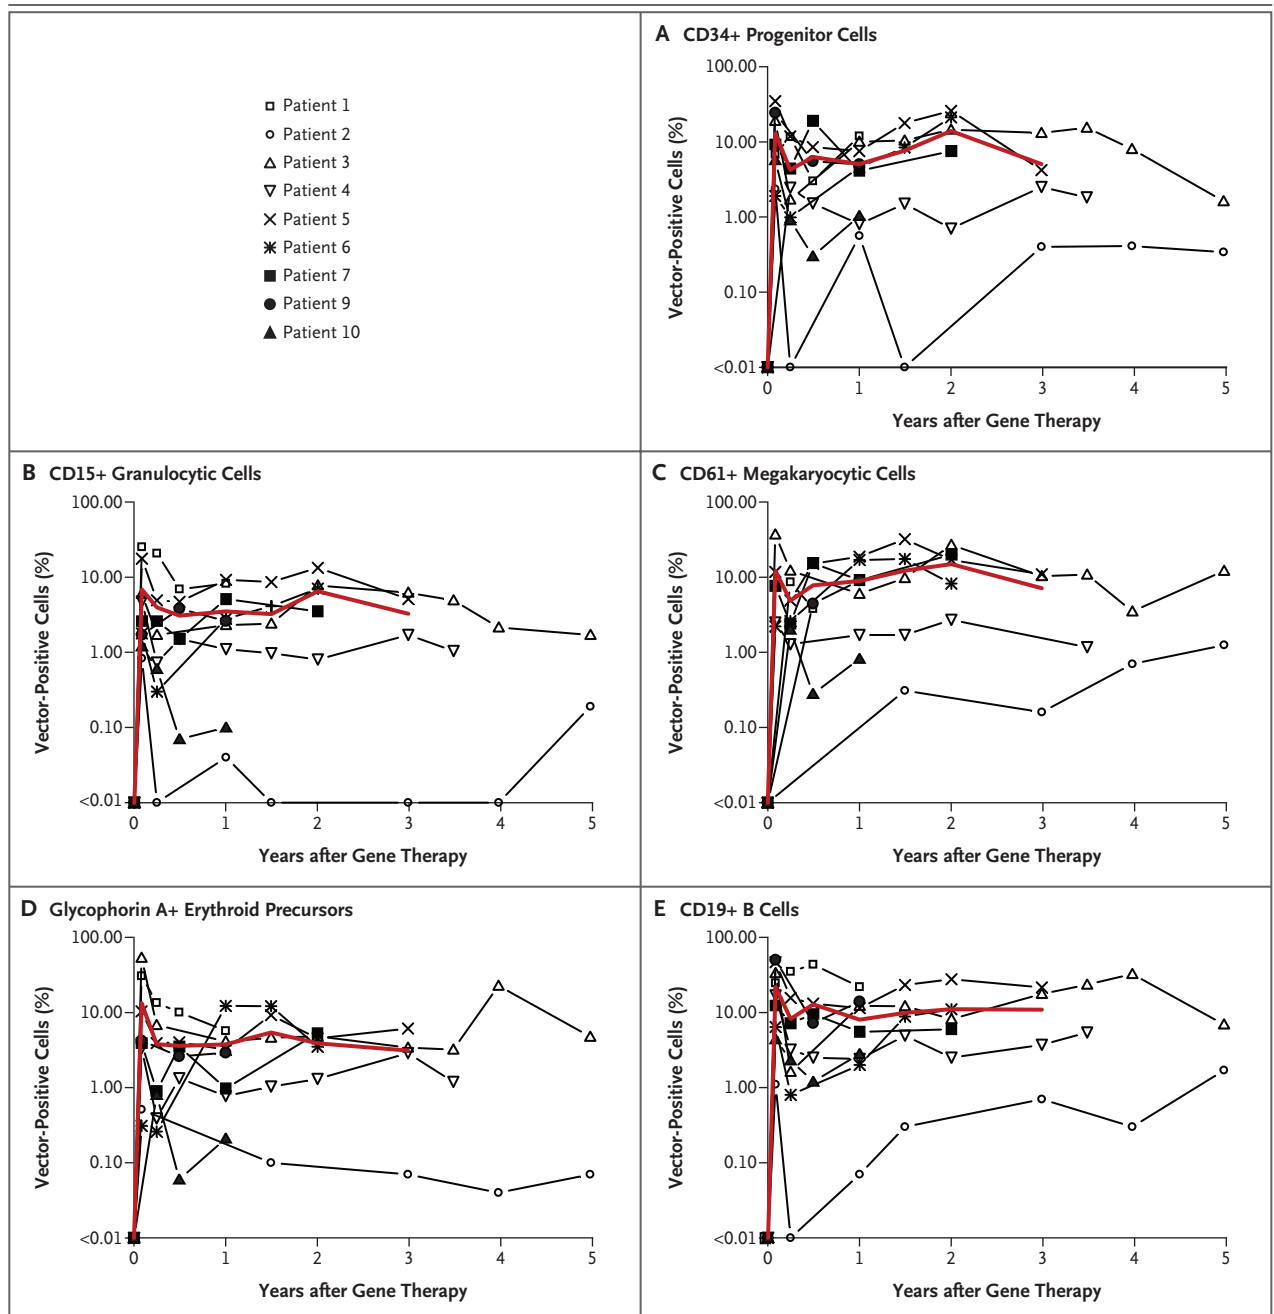 Patient 1
Patient 2
Patient 3
Patient 4
Patient 5
Patient 6
Patient 7
Patient 9
Patient 10
A CD34+ Progenitor Cells
Vector-Positive Cells (%)
100.00
10.00
1.00
0.10
<0.01
0 1 2 3 4 5
Years after Gene Therapy
B CD15+ Granulocytic Cells
Vector-Positive Cells (%)
100.00
10.00
1.00
0.10
<0.01
0 1 2 3 4 5
Years after Gene Therapy
C CD61+ Megakaryocytic Cells
Vector-Positive Cells (%)
100.00
10.00
1.00
0.10
<0.01
0 1 2 3 4 5
Years after Gene Therapy
D Glycophorin A+ Erythroid Precursors
Vector-Positive Cells (%)
100.00
10.00
1.00
0.10
<0.01
0 1 2 3 4 5
Years after Gene Therapy
E CD19+ B Cells
Vector-Positive Cells (%)
100.00
10.00
1.00
0.10
<0.01
0 1 2 3 4 5
Years after Gene Therapy